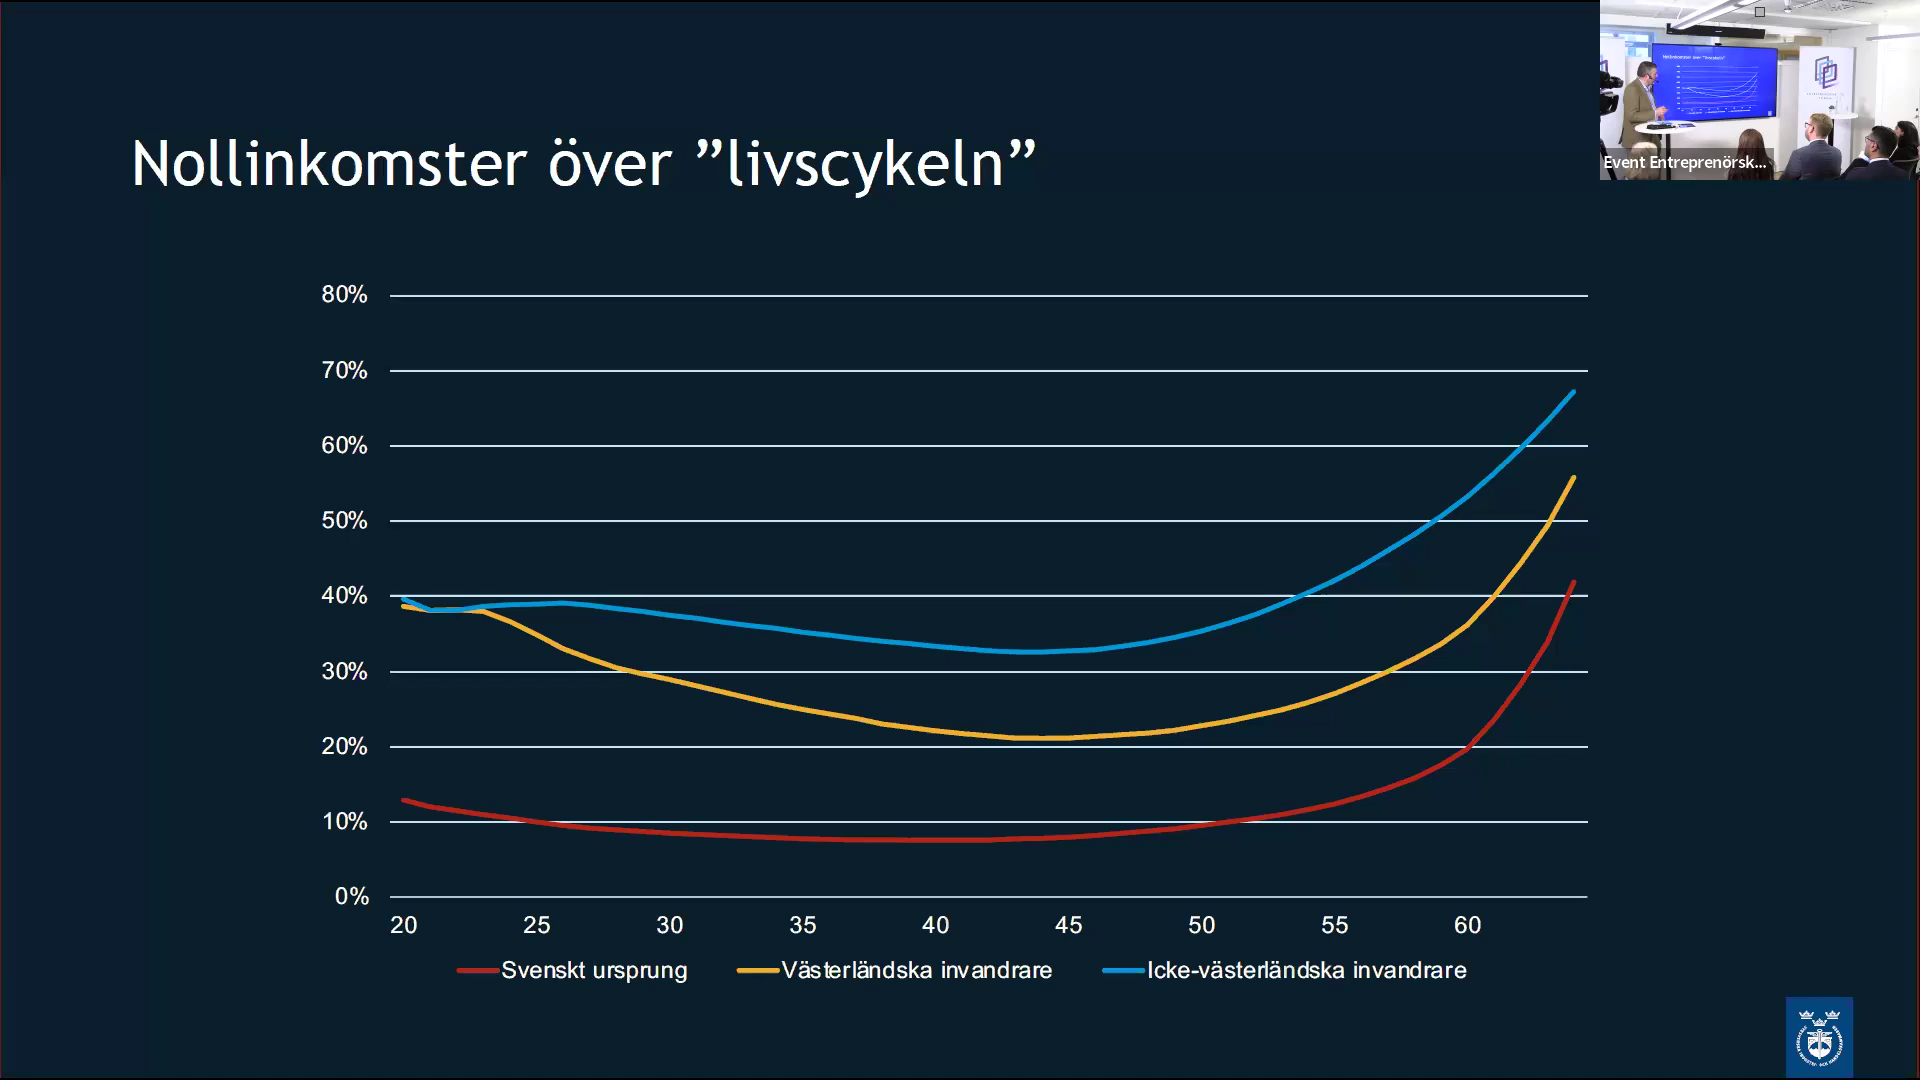 Nollinkomster över ”livscykeln”
Event Entreprenörsk...
80%
70%
60%
50%
40%
30%
20%
10%
0%
20 25 30 35 40 45 50 55 60
Svenskt ursprung Västerländska invandrare Icke-västerländska invandrare